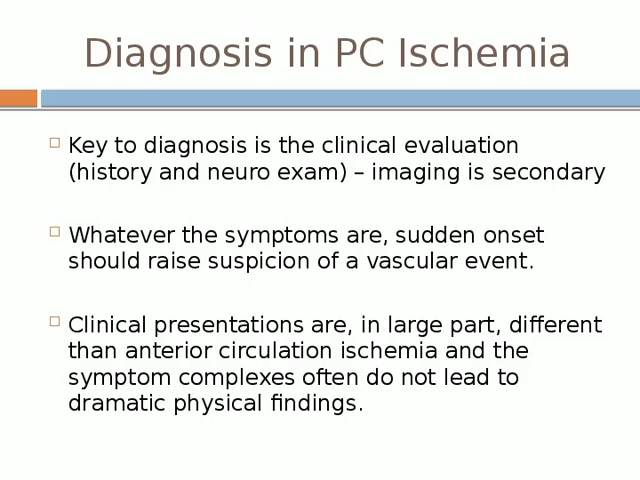 Diagnosis in PC Ischemia
Key to diagnosis is the clinical evaluation
(history and neuro exam) – imaging is secondary
Whatever the symptoms are, sudden onset
should raise suspicion of a vascular event.
Clinical presentations are, in large part, different
than anterior circulation ischemia and the
symptom complexes often do not lead to
dramatic physical findings.